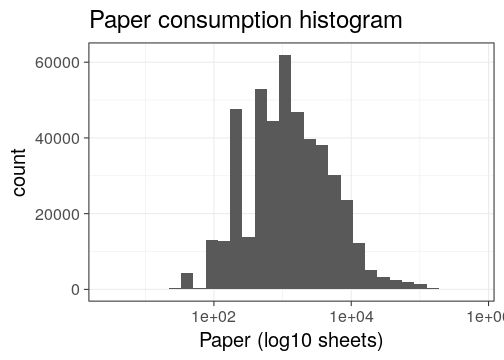 Paper consumption histogram
60000
40000
20000
0
count
1e+02
1e+04
Paper (log10 sheets)